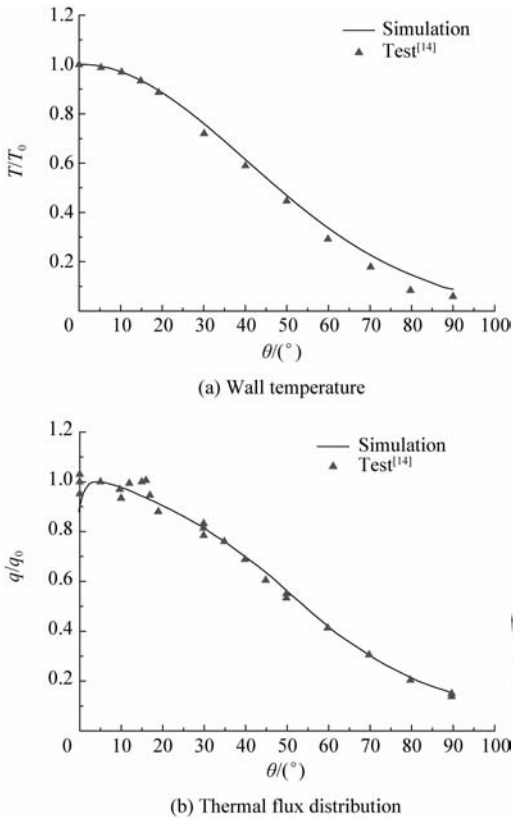 1.2
1.0
0.8
0.6
0.4
0.2
T/T₀
Simulation
Test[14]
0 10 20 30 40 50 60 70 80 90 100
θ/(°)
(a) Wall temperature
1.2
1.0
0.8
0.6
0.4
0.2
q/q₀
Simulation
Test[14]
0 10 20 30 40 50 60 70 80 90 100
θ/(°)
(b) Thermal flux distribution